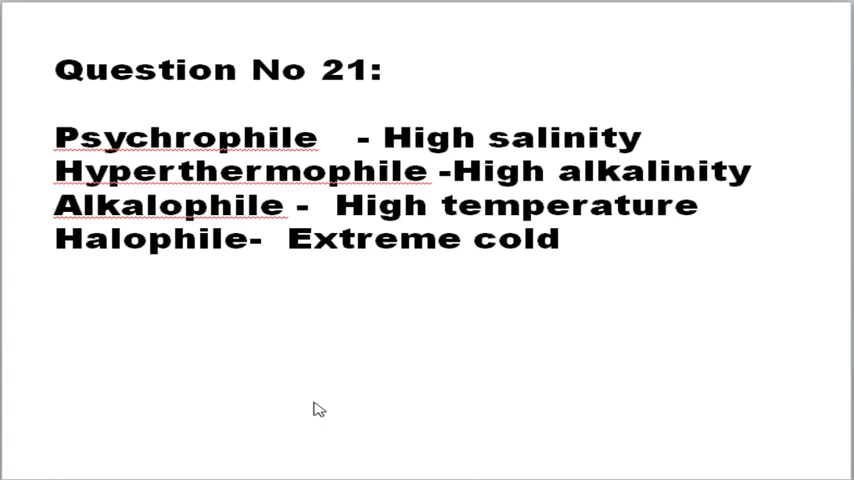 Question No 21:
Psychrophile - High salinity
Hyperthermophile -High alkalinity
Alkalophile - High temperature
Halophile- Extreme cold